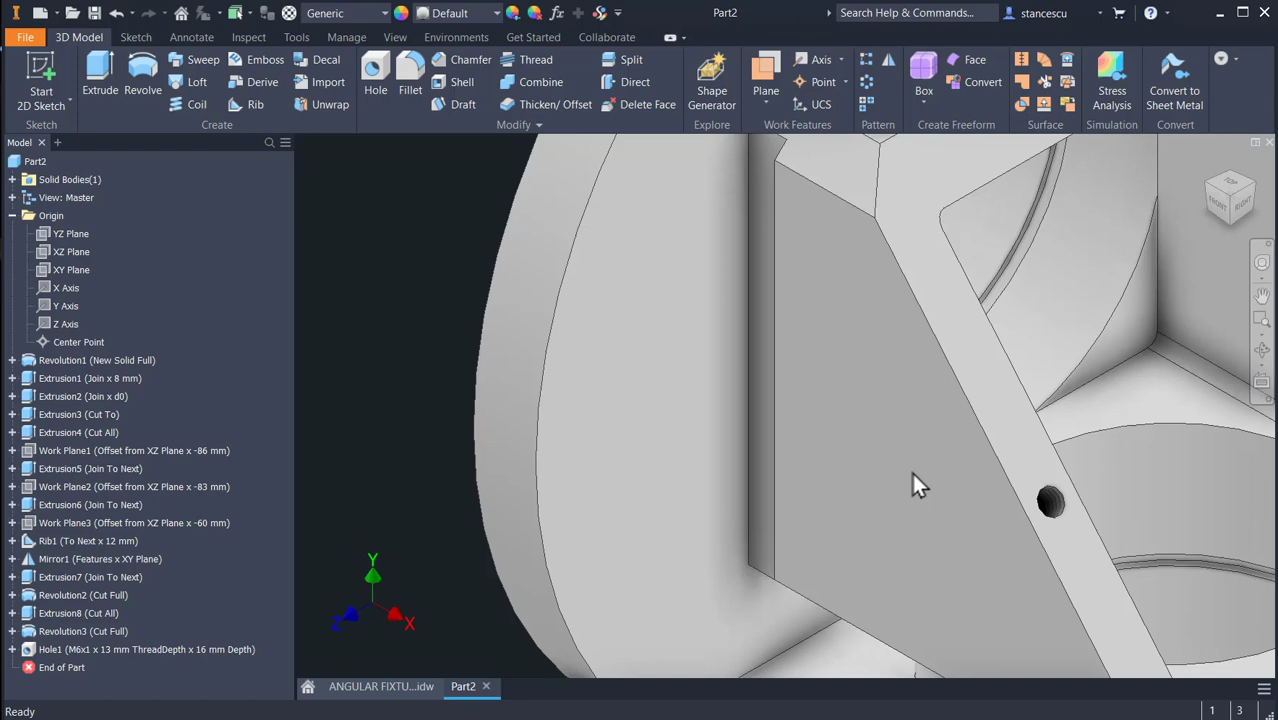 Generic
Default
Part2
Search Help & Commands...
stancescu
File
3D Model
Sketch
Annotate
Inspect
Tools
Manage
View
Environments
Get Started
Collaborate
Start
2D Sketch
Extrude
Revolve
Sweep
Loft
Coil
Emboss
Derive
Rib
Decal
Import
Unwrap
Hole
Fillet
Chamfer
Shell
Draft
Thread
Combine
Thicken/ Offset
Split
Direct
Delete Face
Shape
Generator
Plane
Axis
Point
UCS
Box
Face
Convert
Stress
Analysis
Convert to
Sheet Metal
Sketch
Create
Modify
Explore
Work Features
Pattern
Create Freeform
Surface
Simulation
Convert
Model
Part2
Solid Bodies(1)
View: Master
Origin
YZ Plane
XZ Plane
XY Plane
X Axis
Y Axis
Z Axis
Center Point
Revolution1 (New Solid Full)
Extrusion1 (Join x 8 mm)
Extrusion2 (Join x d0)
Extrusion3 (Cut To)
Extrusion4 (Cut All)
Work Plane1 (Offset from XZ Plane x -86 mm)
Extrusion5 (Join To Next)
Work Plane2 (Offset from XZ Plane x -83 mm)
Extrusion6 (Join To Next)
Work Plane3 (Offset from XZ Plane x -60 mm)
Rib1 (To Next x 12 mm)
Mirror1 (Features x XY Plane)
Extrusion7 (Join To Next)
Revolution2 (Cut Full)
Extrusion8 (Cut All)
Revolution3 (Cut Full)
Hole1 (M6x1 x 13 mm ThreadDepth x 16 mm Depth)
End of Part
TOP
FRONT
RIGHT
Y
Z
X
ANGULAR FIXTU...idw
Part2
Ready
1
3